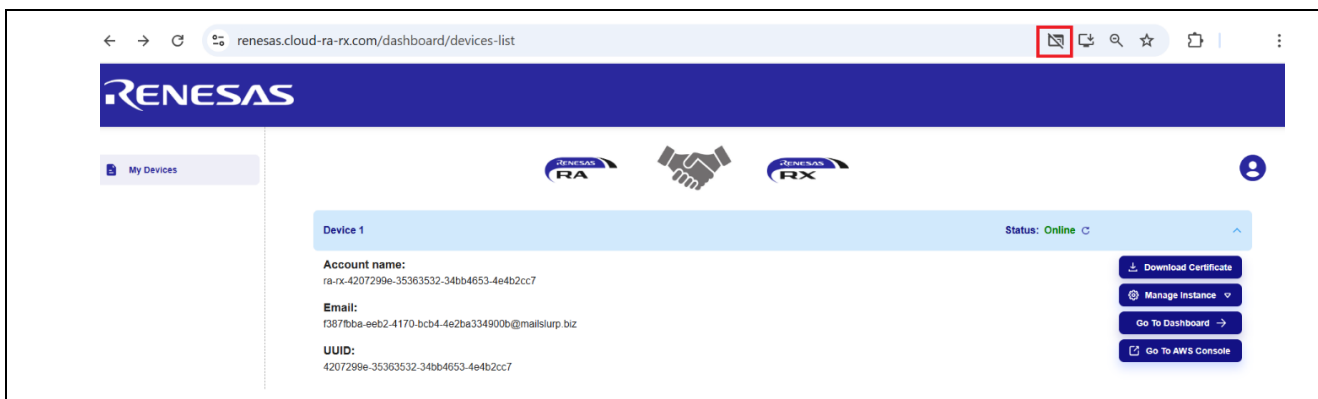 renesas.cloud-ra-rx.com/dashboard/devices-list
RENESAS
My Devices
RENESAS
RA
RENESAS
RX
Device 1
Status: Online
Account name:
ra-rx-4207299e-35363532-34bb4653-4e4b2cc7
Download Certificate
Manage Instance
Email:
f387fbba-eeb2-4170-bcb4-4e2ba334900b@mailslurp.biz
Go To Dashboard
UUID:
4207299e-35363532-34bb4653-4e4b2cc7
Go To AWS Console